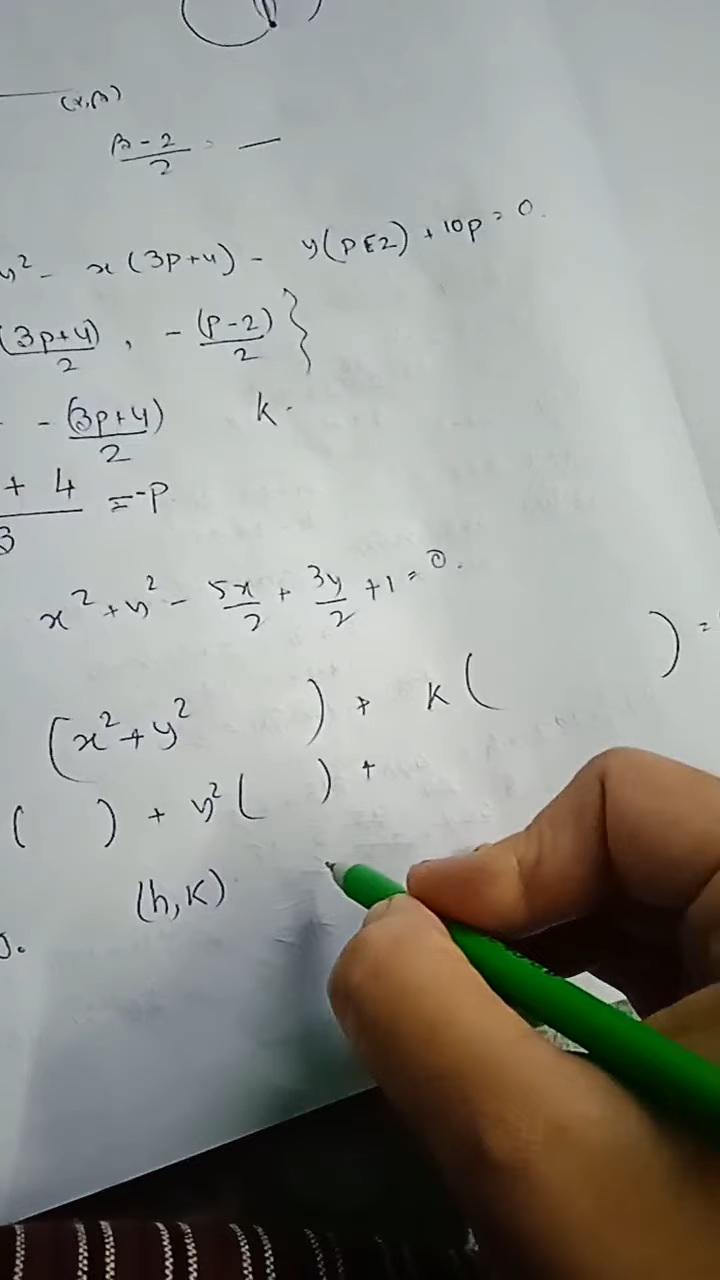 (α,β)
β-2/2 = —
y² - x(3p+4) - y(p-2) + 10p = 0.
(3p+4)/2 , -(p-2)/2 }
- -(3p+4)/2 k.
+ 4/3 = -p
x² + y² - 5x/2 + 3y/2 + 1 = 0.
(x² + y² ) + k( ) =
( ) + y²( ) +
(h,k)